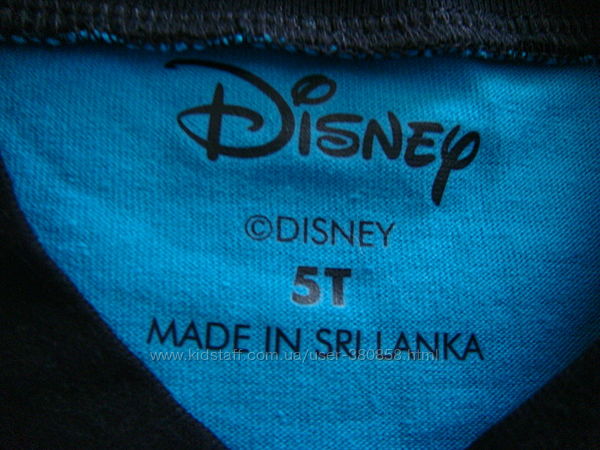 Disney
©DISNEY
5T
MADE IN SRI LANKA
www.kidstaff.com.ua/user-380858.html